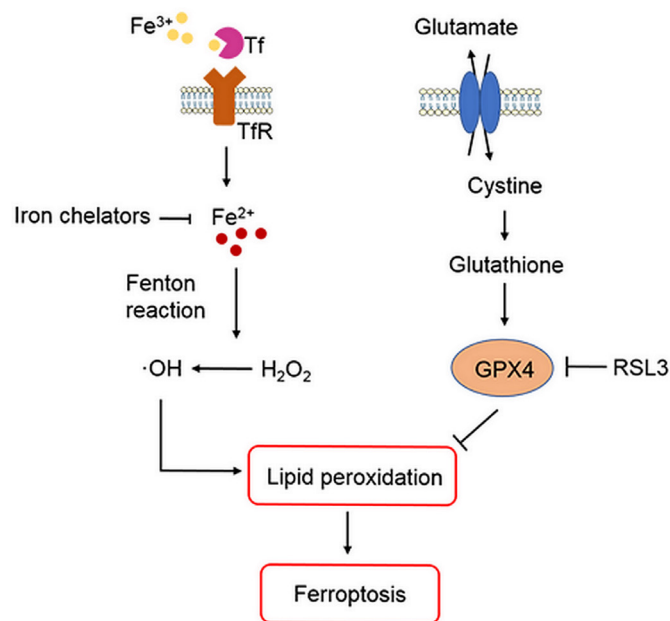 Fe³⁺
Tf
TfR
Iron chelators
Fe²⁺
Fenton
reaction
·OH
H₂O₂
Glutamate
Cystine
Glutathione
GPX4
RSL3
Lipid peroxidation
Ferroptosis